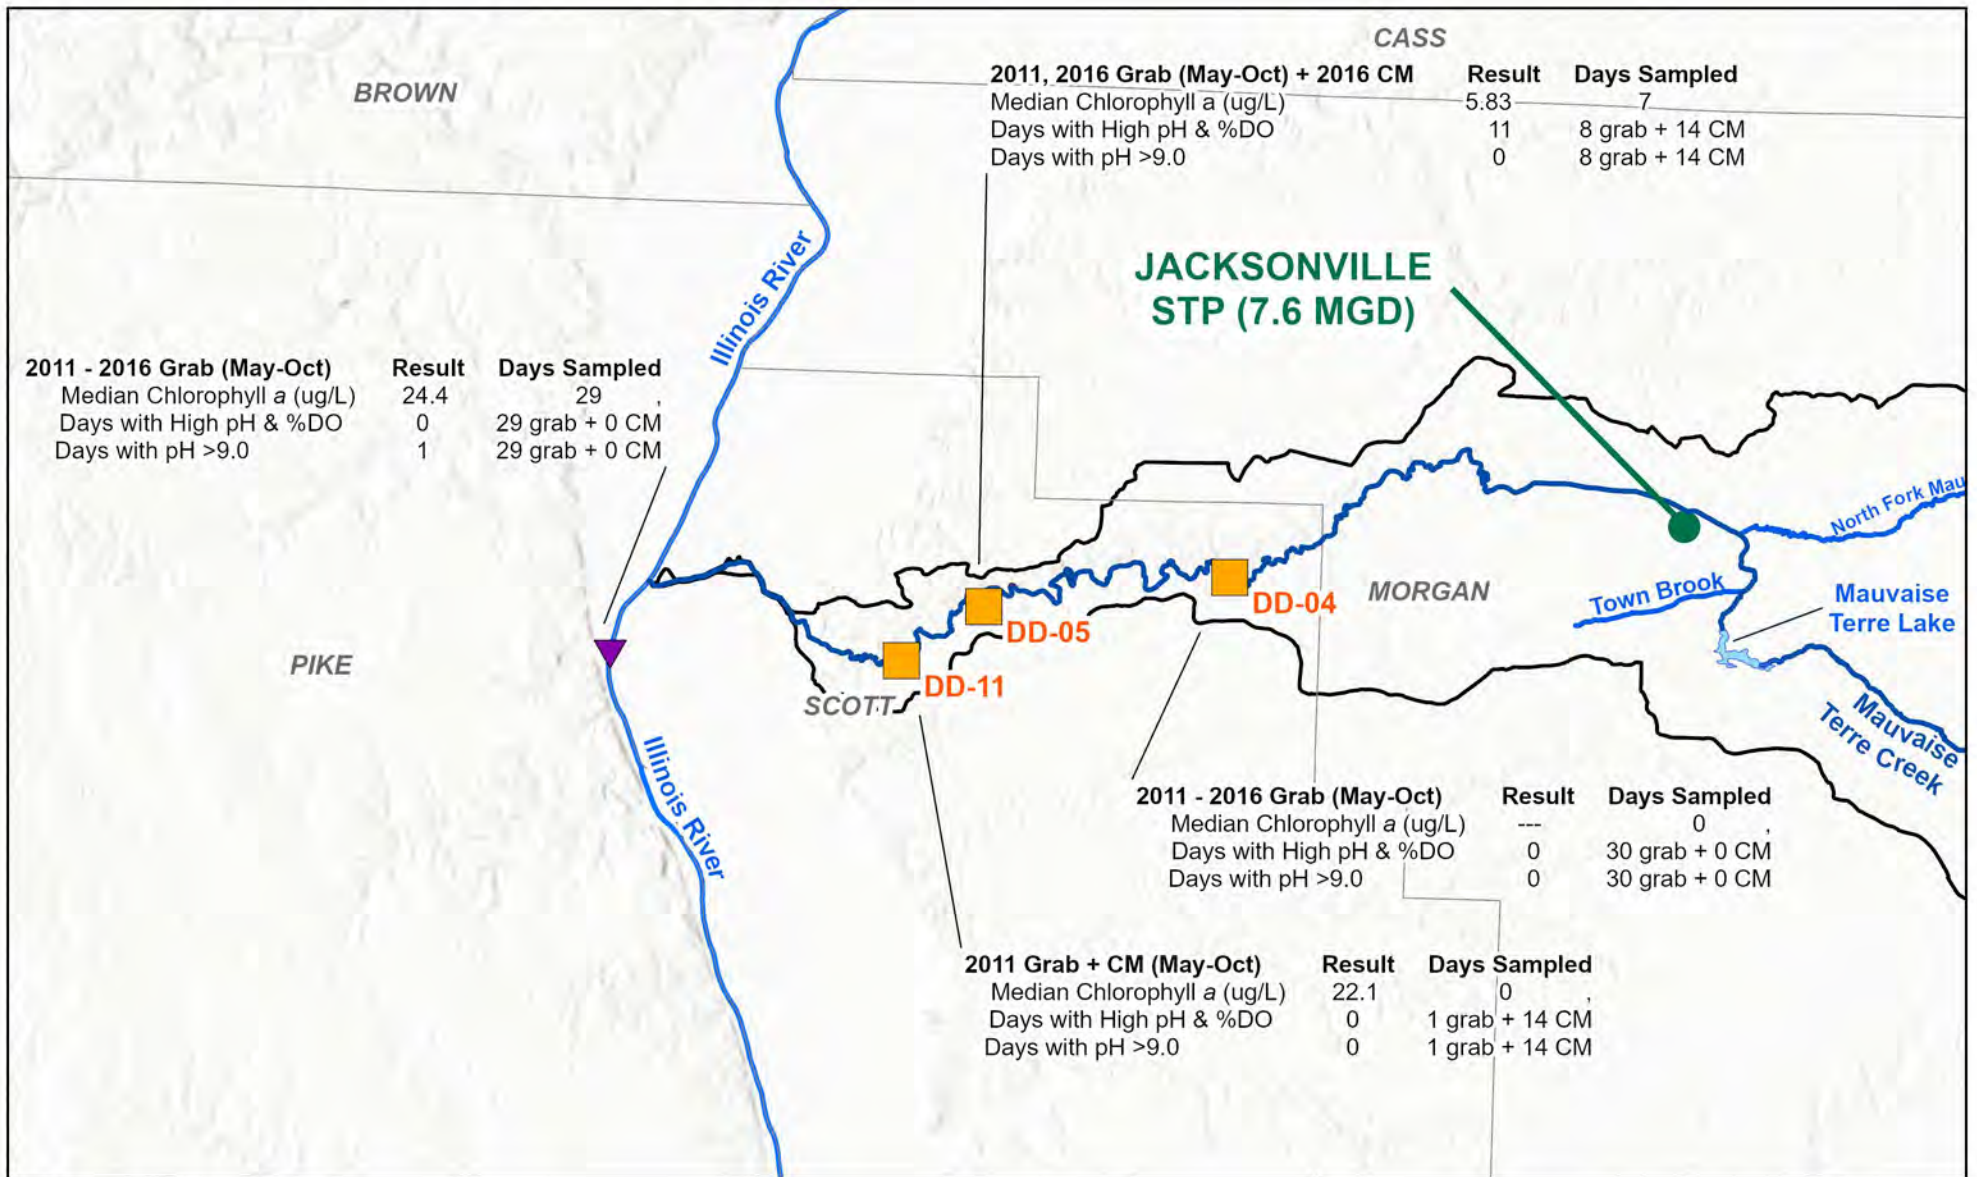 CASS
BROWN
2011, 2016 Grab (May-Oct) + 2016 CM Result Days Sampled
Median Chlorophyll a (ug/L) 5.83 7
Days with High pH & %DO 11 8 grab + 14 CM
Days with pH >9.0 0 8 grab + 14 CM
Illinois River
JACKSONVILLE
STP (7.6 MGD)
2011 - 2016 Grab (May-Oct) Result Days Sampled
Median Chlorophyll a (ug/L) 24.4 29 ,
Days with High pH & %DO 0 29 grab + 0 CM
Days with pH >9.0 1 29 grab + 0 CM
North Fork Mau
MORGAN
Town Brook
Mauvaise
Terre Lake
DD-04
DD-05
DD-11
PIKE
SCOTT
Mauvaise
Terre Creek
Illinois River
2011 - 2016 Grab (May-Oct) Result Days Sampled
Median Chlorophyll a (ug/L) --- 0 ,
Days with High pH & %DO 0 30 grab + 0 CM
Days with pH >9.0 0 30 grab + 0 CM
2011 Grab + CM (May-Oct) Result Days Sampled
Median Chlorophyll a (ug/L) 22.1 0 ,
Days with High pH & %DO 0 1 grab + 14 CM
Days with pH >9.0 0 1 grab + 14 CM